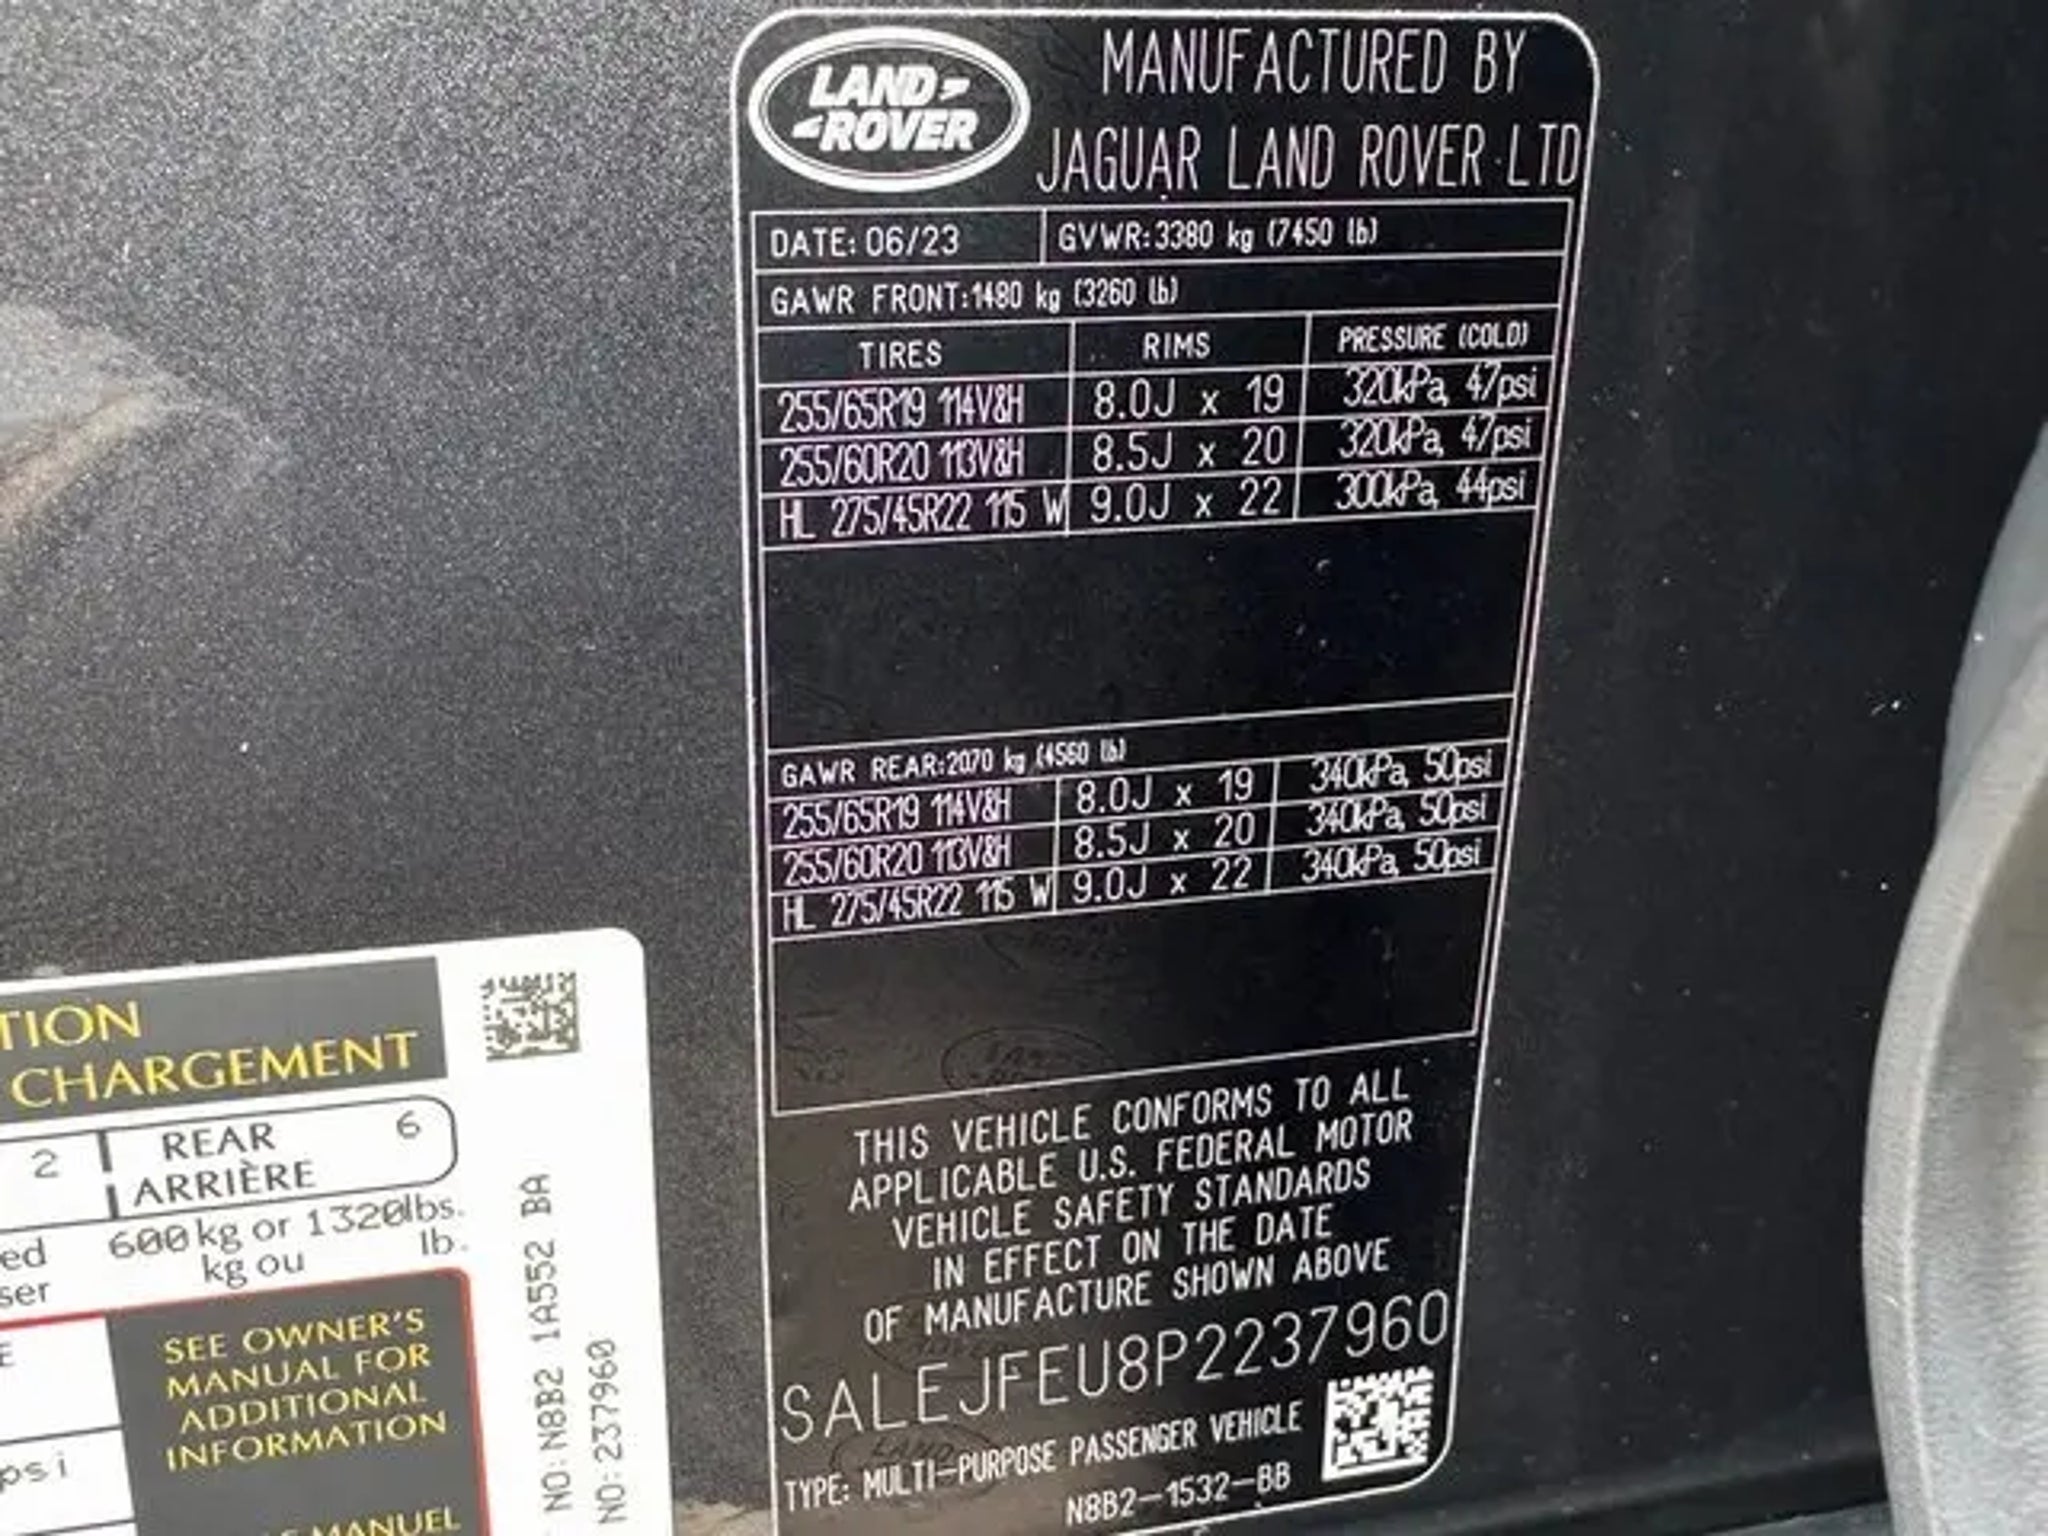 LAND
ROVER
MANUFACTURED BY
JAGUAR LAND ROVER LTD
DATE: 06/23 GVWR:3380 kg (7450 lb)
GAWR FRONT:1480 kg (3260 lb)
TIRES RIMS PRESSURE (COLD)
255/65R19 114V&H 8.0J x 19 320kPa, 47psi
255/60R20 113V&H 8.5J x 20 320kPa, 47psi
HL 275/45R22 115 W 9.0J x 22 300kPa, 44psi
GAWR REAR:2070 kg (4560 lb)
255/65R19 114V&H 8.0J x 19 340kPa, 50psi
255/60R20 113V&H 8.5J x 20 340kPa, 50psi
HL 275/45R22 115 W 9.0J x 22 340kPa, 50psi
THIS VEHICLE CONFORMS TO ALL
APPLICABLE U.S. FEDERAL MOTOR
VEHICLE SAFETY STANDARDS
IN EFFECT ON THE DATE
OF MANUFACTURE SHOWN ABOVE
SALEJFEU8P2237960
TYPE: MULTI-PURPOSE PASSENGER VEHICLE
N8B2-1532-BB
TION
CHARGEMENT
2 REAR 6
ARRIÈRE
ed 600 kg or 1320lbs.
ser kg ou lb.
E
SEE OWNER'S
MANUAL FOR
ADDITIONAL
INFORMATION
psi
MANUEL
NO: N8B2 1A552 BA
NO: 237960